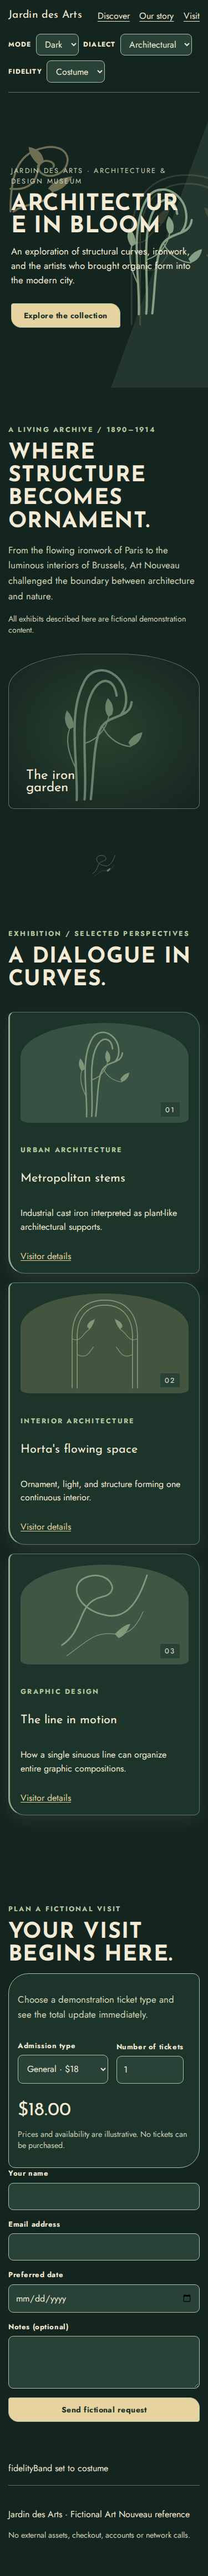 Jardin des Arts
Discover
Our story
Visit
MODE
Dark
DIALECT
Architectural
FIDELITY
Costume
JARDIN DES ARTS · ARCHITECTURE &
DESIGN MUSEUM
ARCHITECTUR
E IN BLOOM
An exploration of structural curves, ironwork,
and the artists who brought organic form into
the modern city.
Explore the collection
A LIVING ARCHIVE / 1890–1914
WHERE
STRUCTURE
BECOMES
ORNAMENT.
From the flowing ironwork of Paris to the
luminous interiors of Brussels, Art Nouveau
challenged the boundary between architecture
and nature.
All exhibits described here are fictional demonstration
content.
The iron
garden
EXHIBITION / SELECTED PERSPECTIVES
A DIALOGUE IN
CURVES.
01
URBAN ARCHITECTURE
Metropolitan stems
Industrial cast iron interpreted as plant-like
architectural supports.
Visitor details
02
INTERIOR ARCHITECTURE
Horta's flowing space
Ornament, light, and structure forming one
continuous interior.
Visitor details
03
GRAPHIC DESIGN
The line in motion
How a single sinuous line can organize
entire graphic compositions.
Visitor details
PLAN A FICTIONAL VISIT
YOUR VISIT
BEGINS HERE.
Choose a demonstration ticket type and
see the total update immediately.
Admission type
Number of tickets
General · $18
1
$18.00
Prices and availability are illustrative. No tickets can
be purchased.
Your name
Email address
Preferred date
mm/dd/yyyy
Notes (optional)
Send fictional request
fidelityBand set to costume
Jardin des Arts · Fictional Art Nouveau reference
No external assets, checkout, accounts or network calls.